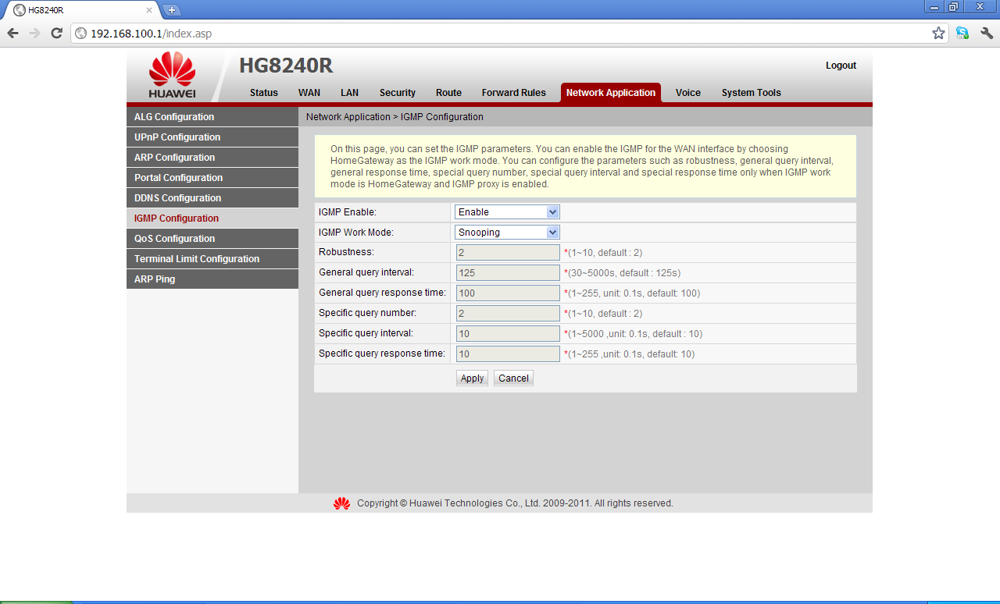 HG8240R
192.168.100.1/index.asp
HUAWEI
HG8240R
Logout
Status WAN LAN Security Route Forward Rules Network Application Voice System Tools
ALG Configuration
UPnP Configuration
ARP Configuration
Portal Configuration
DDNS Configuration
IGMP Configuration
QoS Configuration
Terminal Limit Configuration
ARP Ping
Network Application > IGMP Configuration
On this page, you can set the IGMP parameters. You can enable the IGMP for the WAN interface by choosing
HomeGateway as the IGMP work mode. You can configure the parameters such as robustness, general query interval,
general response time, special query number, special query interval and special response time only when IGMP work
mode is HomeGateway and IGMP proxy is enabled.
IGMP Enable: Enable
IGMP Work Mode: Snooping
Robustness: 2 *(1~10, default : 2)
General query interval: 125 *(30~5000s, default : 125s)
General query response time: 100 *(1~255, unit: 0.1s, default: 100)
Specific query number: 2 *(1~10, default : 2)
Specific query interval: 10 *(1~5000 ,unit: 0.1s, default : 10)
Specific query response time: 10 *(1~255 ,unit: 0.1s, default: 10)
Apply Cancel
Copyright © Huawei Technologies Co., Ltd. 2009-2011. All rights reserved.